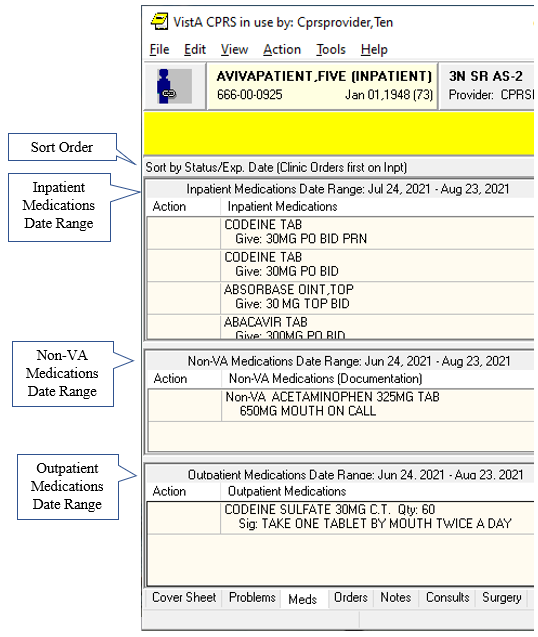 VistA CPRS in use by: Cprsprovider,Ten
File Edit View Action Tools Help
AVIVAPATIENT,FIVE (INPATIENT) 3N SR AS-2
666-00-0925 Jan 01,1948 (73) Provider: CPRS
Sort Order
Sort by Status/Exp. Date (Clinic Orders first on Inpt)
Inpatient
Medications
Date Range
Inpatient Medications Date Range: Jul 24, 2021 - Aug 23, 2021
Action Inpatient Medications
CODEINE TAB
Give: 30MG PO BID PRN
CODEINE TAB
Give: 30MG PO BID
ABSORBASE OINT,TOP
Give: 30 MG TOP BID
ABACAVIR TAB
Give: 300MG PO BID
Non-VA
Medications
Date Range
Non-VA Medications Date Range: Jun 24, 2021 - Aug 23, 2021
Action Non-VA Medications (Documentation)
Non-VA ACETAMINOPHEN 325MG TAB
650MG MOUTH ON CALL
Outpatient
Medications
Date Range
Outpatient Medications Date Range: Jun 24, 2021 - Aug 23, 2021
Action Outpatient Medications
CODEINE SULFATE 30MG C.T. Qty: 60
Sig: TAKE ONE TABLET BY MOUTH TWICE A DAY
Cover Sheet Problems Meds Orders Notes Consults Surgery